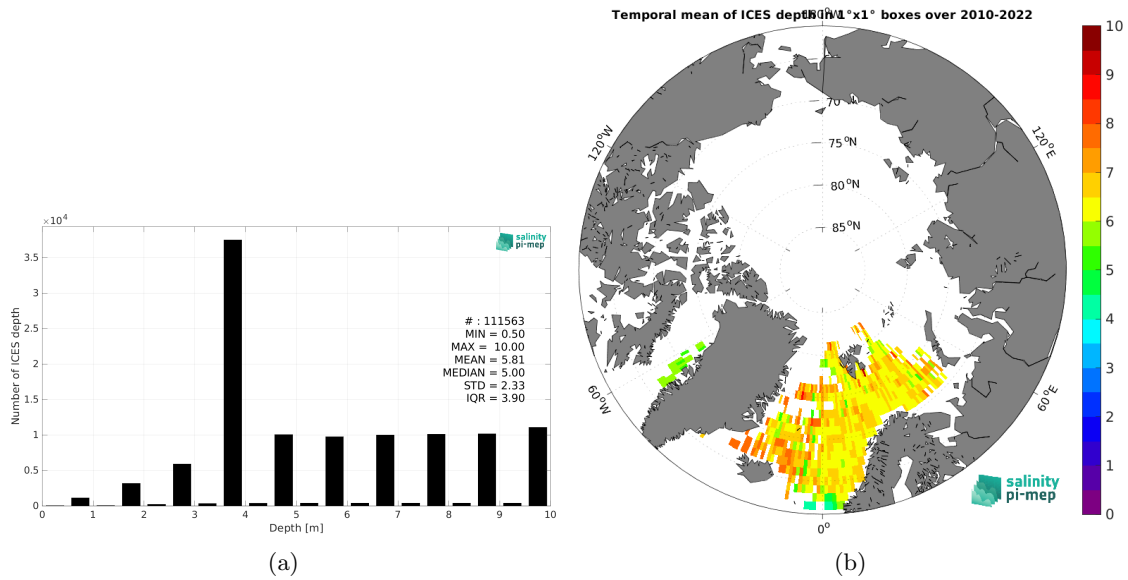 ×10⁴
3.5
3
2.5
2
1.5
1
0.5
0
0 1 2 3 4 5 6 7 8 9 10
Number of ICES depth
Depth [m]
salinity
pi-mep
# : 111563
MIN = 0.50
MAX = 10.00
MEAN = 5.81
MEDIAN = 5.00
STD = 2.33
IQR = 3.90
(a)
Temporal mean of ICES depth in 1°x1° boxes over 2010-2022
180°W
120°W
120°E
60°W
60°E
0°
70°N
75°N
80°N
85°N
salinity
pi-mep
10
9
8
7
6
5
4
3
2
1
0
(b)